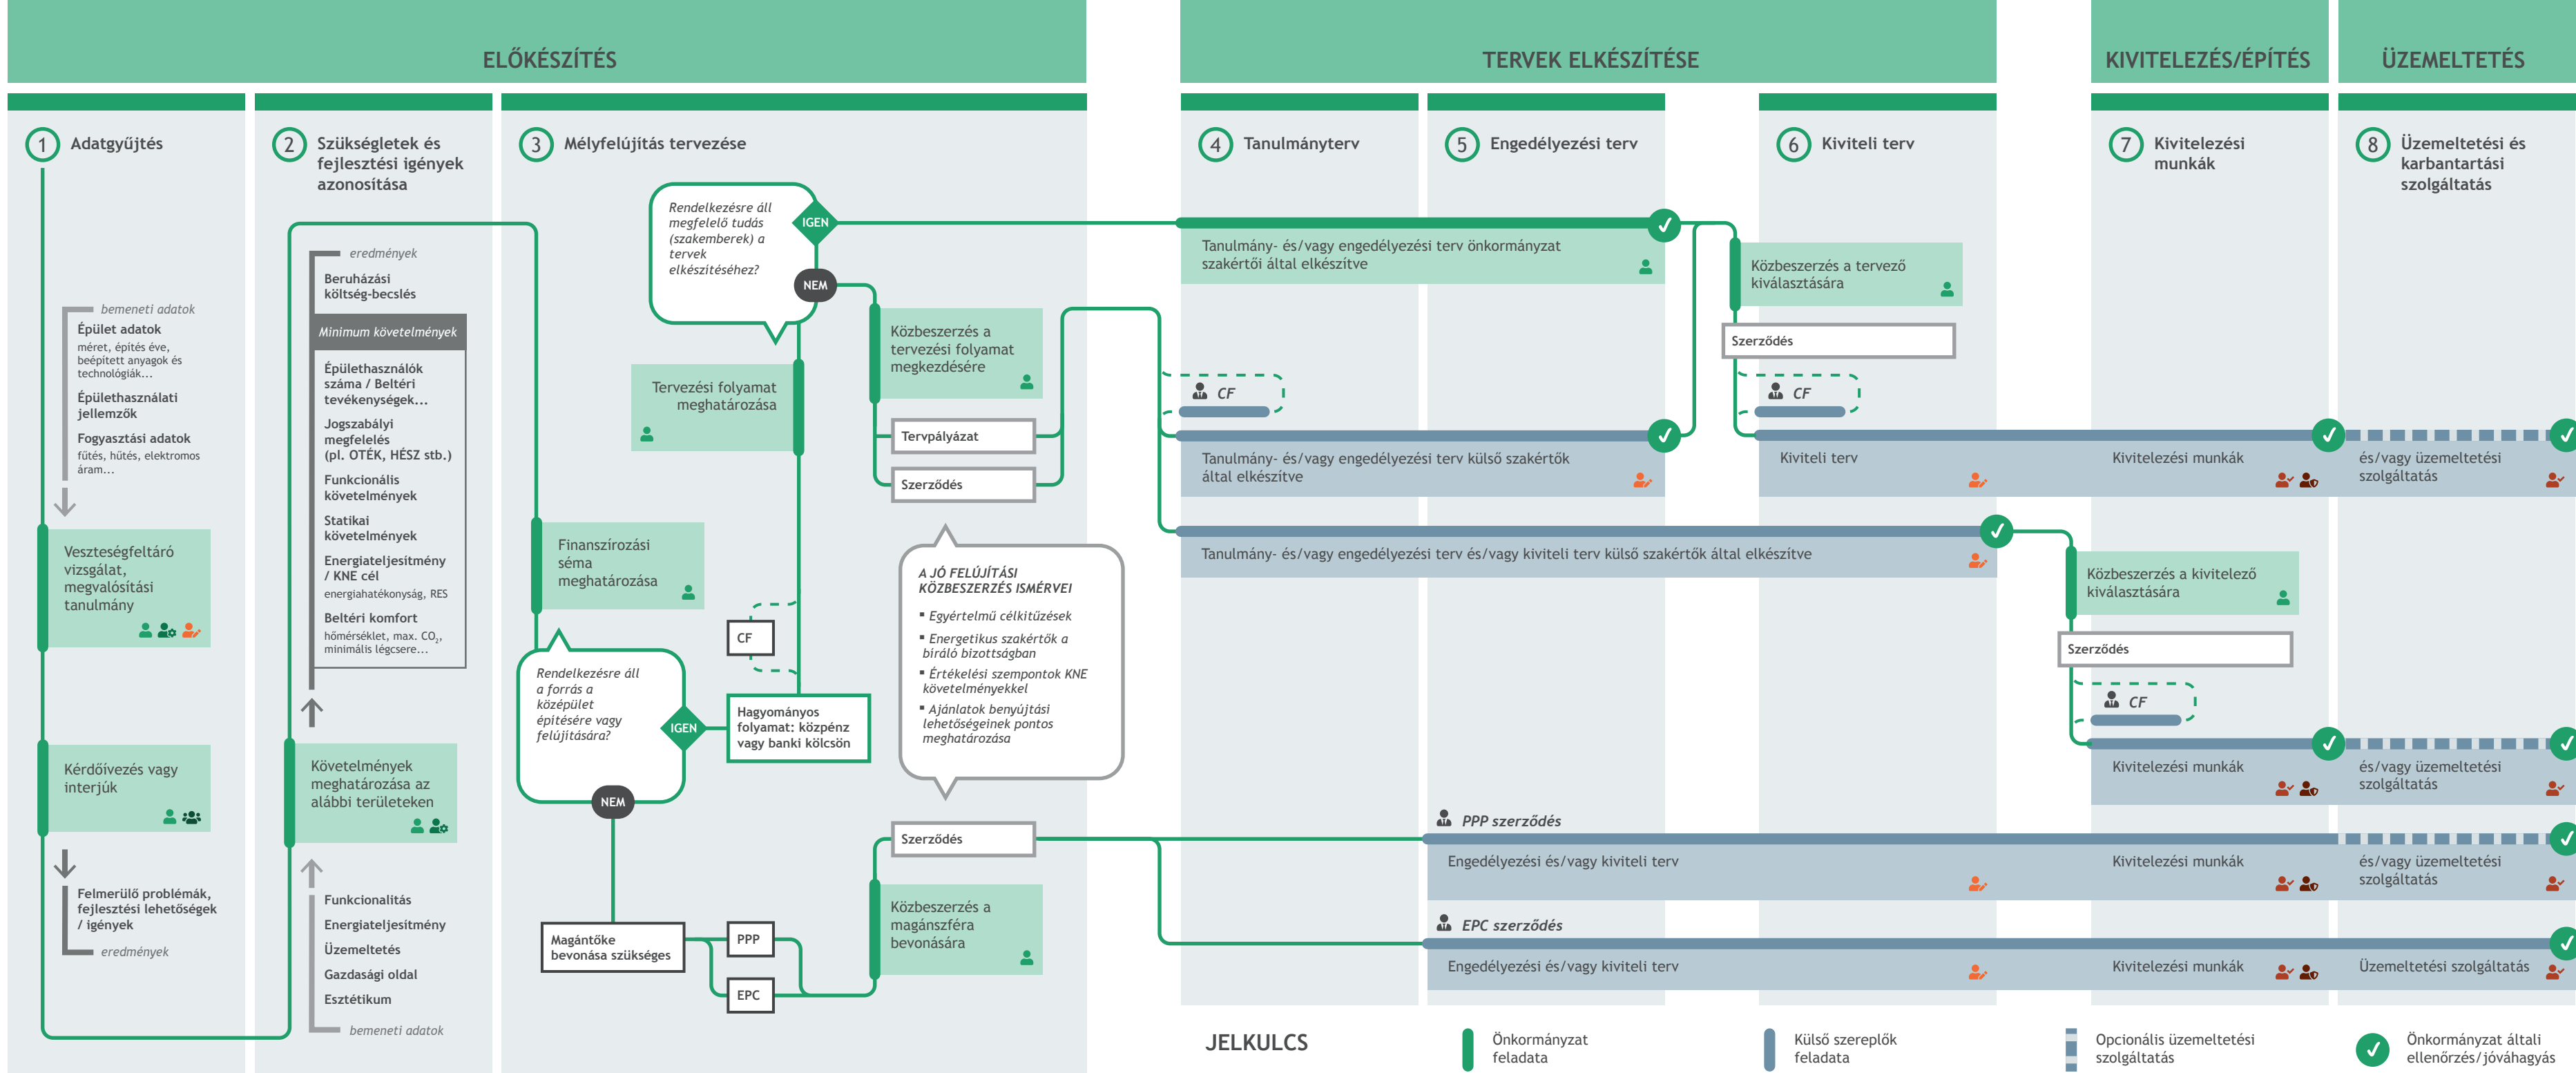 ELŐKÉSZÍTÉS
TERVEK ELKÉSZÍTÉSE
KIVITELEZÉS/ÉPÍTÉS
ÜZEMELTETÉS
1
Adatgyűjtés
bemeneti adatok
Épület adatok
méret, építés éve,
beépített anyagok és
technológiák...
Épülethasználati
jellemzők
Fogyasztási adatok
fűtés, hűtés, elektromos
áram...
Veszteségfeltáró
vizsgálat,
megvalósítási
tanulmány
Kérdőívezés vagy
interjúk
Felmerülő problémák,
fejlesztési lehetőségek
/ igények
eredmények
2
Szükségletek és
fejlesztési igények
azonosítása
eredmények
Beruházási
költség-becslés
Minimum követelmények
Épülethasználók
száma / Beltéri
tevékenységek...
Jogszabályi
megfelelés
(pl. OTÉK, HÉSZ stb.)
Funkcionális
követelmények
Statikai
követelmények
Energiateljesítmény
/ KNE cél
energiahatékonyság, RES
Beltéri komfort
hőmérséklet, max. CO2,
minimális légcsere...
Követelmények
meghatározása az
alábbi területeken
Funkcionalitás
Energiateljesítmény
Üzemeltetés
Gazdasági oldal
Esztétikum
bemeneti adatok
3
Mélyfelújítás tervezése
Rendelkezésre áll
megfelelő tudás
(szakemberek) a
tervek
elkészítéséhez?
IGEN
NEM
Közbeszerzés a
tervezési folyamat
megkezdésére
Tervezési folyamat
meghatározása
Tervpályázat
Szerződés
Finanszírozási
séma
meghatározása
CF
Rendelkezésre áll
a forrás a
középület
építésére vagy
felújítására?
IGEN
NEM
Hagyományos
folyamat: közpénz
vagy banki kölcsön
A JÓ FELÚJÍTÁSI
KÖZBESZERZÉS ISMÉRVEI
▪ Egyértelmű célkitűzések
▪ Energetikus szakértők a
bíráló bizottságban
▪ Értékelési szempontok KNE
követelményekkel
▪ Ajánlatok benyújtási
lehetőségeinek pontos
meghatározása
Szerződés
Közbeszerzés a
magánszféra
bevonására
Magántőke
bevonása szükséges
PPP
EPC
4
Tanulmányterv
5
Engedélyezési terv
6
Kiviteli terv
7
Kivitelezési
munkák
8
Üzemeltetési és
karbantartási
szolgáltatás
Tanulmány- és/vagy engedélyezési terv önkormányzat
szakértői által elkészítve
Közbeszerzés a tervező
kiválasztására
Szerződés
CF
CF
Tanulmány- és/vagy engedélyezési terv külső szakértők
által elkészítve
Kiviteli terv
Kivitelezési munkák
és/vagy üzemeltetési
szolgáltatás
Tanulmány- és/vagy engedélyezési terv és/vagy kiviteli terv külső szakértők által elkészítve
Közbeszerzés a kivitelező
kiválasztására
Szerződés
CF
Kivitelezési munkák
és/vagy üzemeltetési
szolgáltatás
PPP szerződés
Engedélyezési és/vagy kiviteli terv
Kivitelezési munkák
és/vagy üzemeltetési
szolgáltatás
EPC szerződés
Engedélyezési és/vagy kiviteli terv
Kivitelezési munkák
Üzemeltetési szolgáltatás
JELKULCS
Önkormányzat
feladata
Külső szereplők
feladata
Opcionális üzemeltetési
szolgáltatás
Önkormányzat általi
ellenőrzés/jóváhagyás